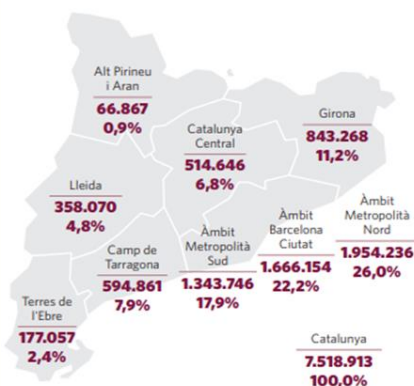 Alt Pirineu
i Aran
66.867
0,9%
Girona
843.268
11,2%
Catalunya
Central
514.646
6,8%
Lleida
358.070
4,8%
Àmbit
Metropolità
Nord
1.954.236
26,0%
Àmbit
Barcelona
Ciutat
1.666.154
22,2%
Àmbit
Metropolità
Sud
1.343.746
17,9%
Camp de
Tarragona
594.861
7,9%
Terres de
l'Ebre
177.057
2,4%
Catalunya
7.518.913
100,0%